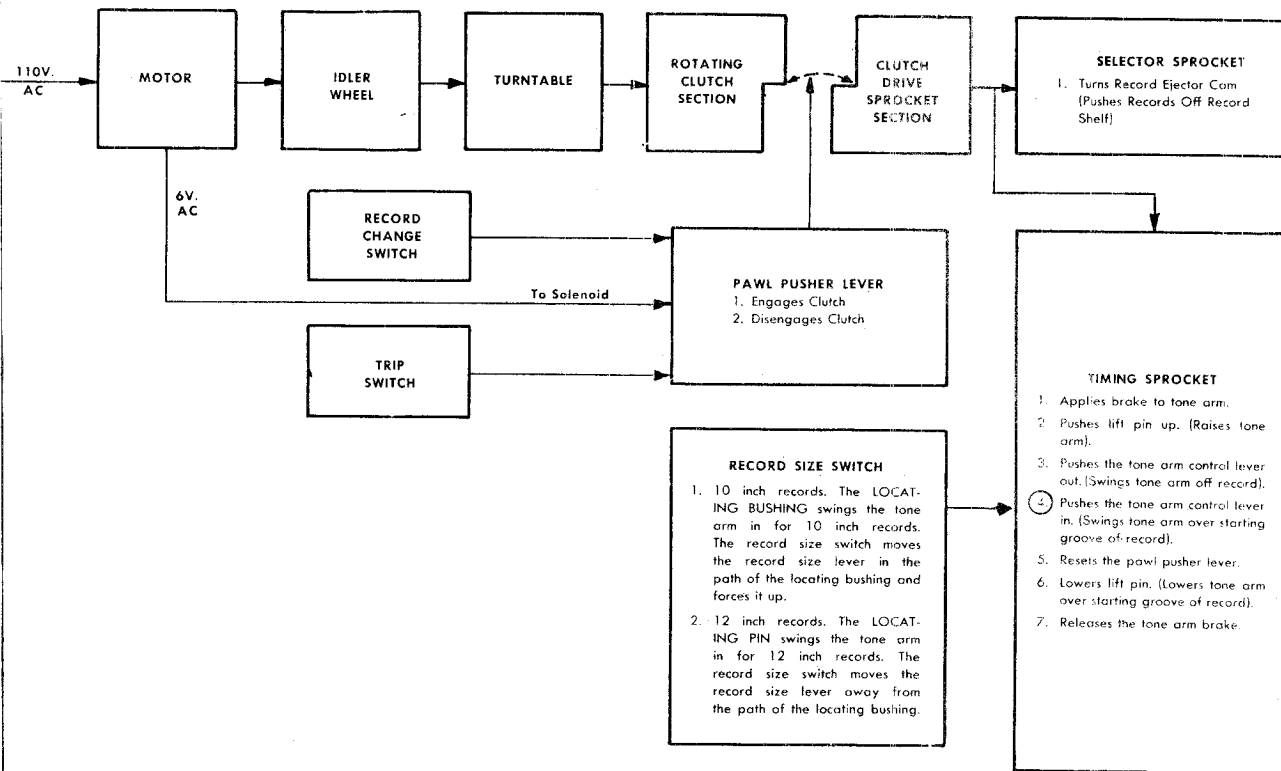 110V.
AC
MOTOR
IDLER
WHEEL
TURNTABLE
ROTATING
CLUTCH
SECTION
CLUTCH
DRIVE
SPROCKET
SECTION
SELECTOR SPROCKET
1. Turns Record Ejector Cam
(Pushes Records Off Record
Shelf)
6V.
AC
RECORD
CHANGE
SWITCH
To Solenoid
TRIP
SWITCH
PAWL PUSHER LEVER
1. Engages Clutch
2. Disengages Clutch
RECORD SIZE SWITCH
1. 10 inch records. The LOCAT-
ING BUSHING swings the tone
arm in for 10 inch records.
The record size switch moves
the record size lever in the
path of the locating bushing and
forces it up.
2. 12 inch records. The LOCAT-
ING PIN swings the tone arm
in for 12 inch records. The
record size switch moves the
record size lever away from
the path of the locating bushing.
TIMING SPROCKET
1. Applies brake to tone arm.
2. Pushes lift pin up. (Raises tone
arm).
3. Pushes the tone arm control lever
out. (Swings tone arm off record).
4. Pushes the tone arm control lever
in. (Swings tone arm over starting
groove of record).
5. Resets the pawl pusher lever.
6. Lowers lift pin. (Lowers tone arm
over starting groove of record).
7. Releases the tone arm brake.